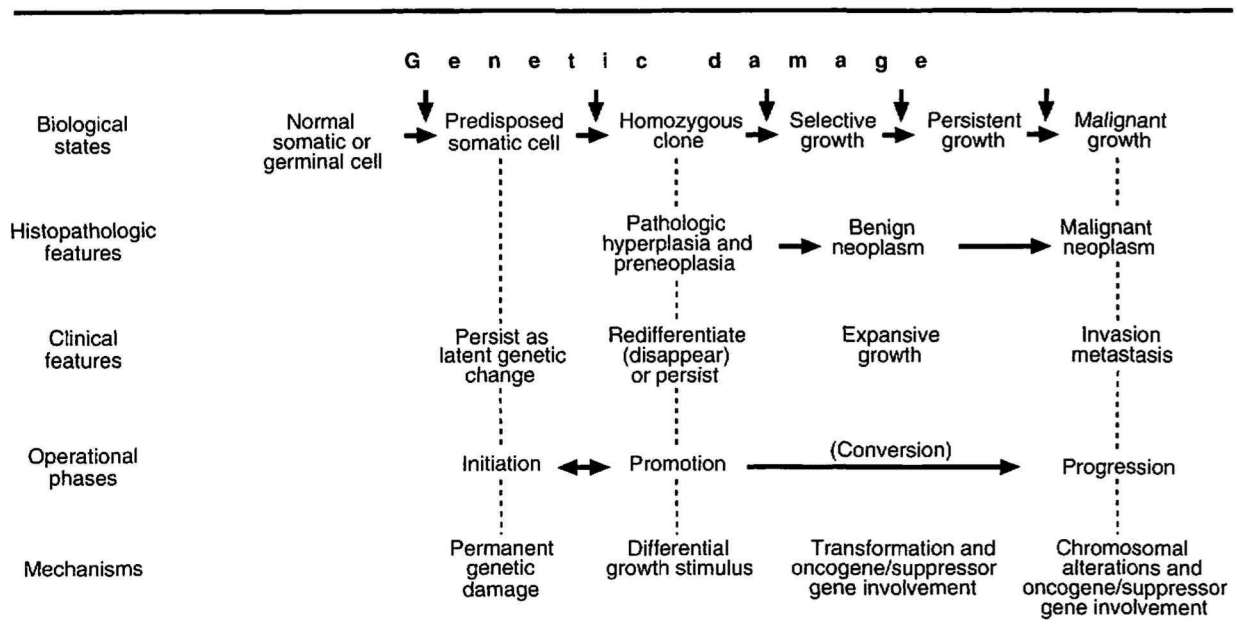 Genetic damage
Biological
states
Normal
somatic or
germinal cell
Predisposed
somatic cell
Homozygous
clone
Selective
growth
Persistent
growth
Malignant
growth
Histopathologic
features
Pathologic
hyperplasia and
preneoplasia
Benign
neoplasm
Malignant
neoplasm
Clinical
features
Persist as
latent genetic
change
Redifferentiate
(disappear)
or persist
Expansive
growth
Invasion
metastasis
Operational
phases
Initiation
Promotion
(Conversion)
Progression
Mechanisms
Permanent
genetic
damage
Differential
growth stimulus
Transformation and
oncogene/suppressor
gene involvement
Chromosomal
alterations and
oncogene/suppressor
gene involvement